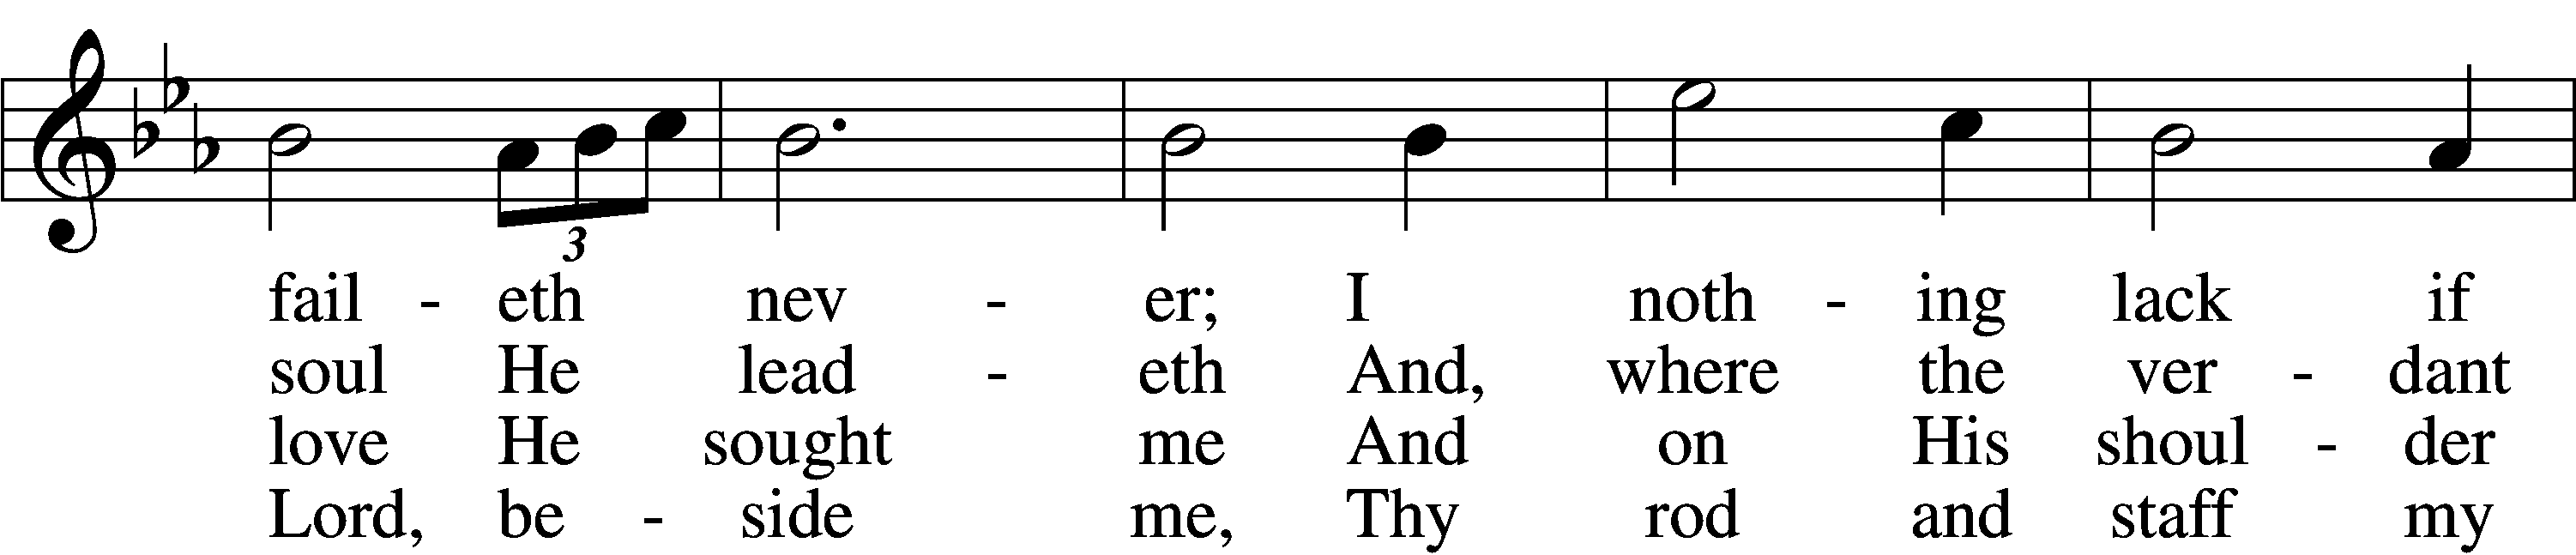 3
fail - eth nev - er; I noth - ing lack if
soul He lead - eth And, where the ver - dant
love He sought me And on His shoul - der
Lord, be - side me, Thy rod and staff my